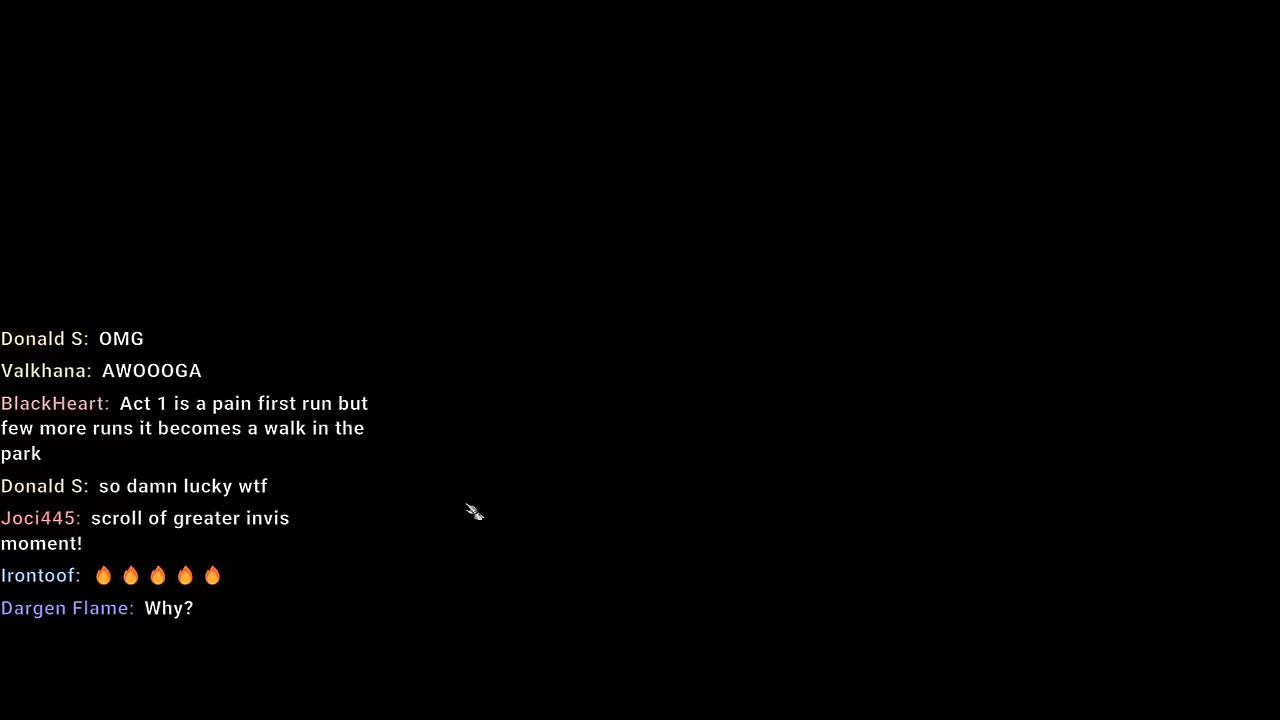 Donald S: OMG
Valkhana: AWOOOGA
BlackHeart: Act 1 is a pain first run but
few more runs it becomes a walk in the
park
Donald S: so damn lucky wtf
Joci445: scroll of greater invis
moment!
Irontoof: 🔥 🔥 🔥 🔥 🔥
Dargen Flame: Why?